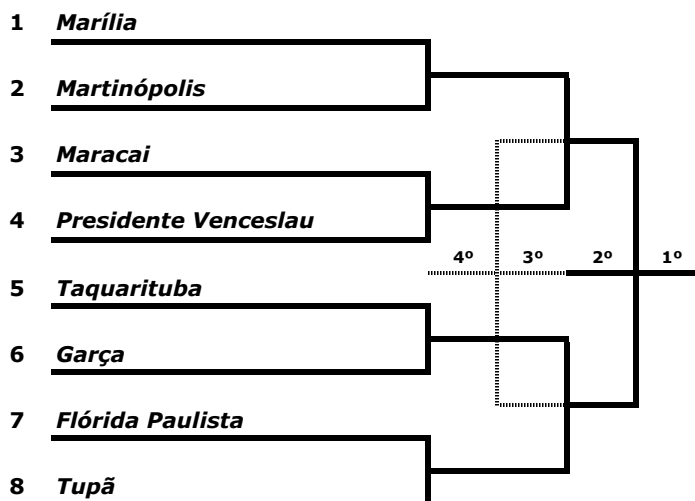 1 Marília
2 Martinópolis
3 Maracai
4 Presidente Venceslau
4º 3º 2º 1º
5 Taquarituba
6 Garça
7 Flórida Paulista
8 Tupã